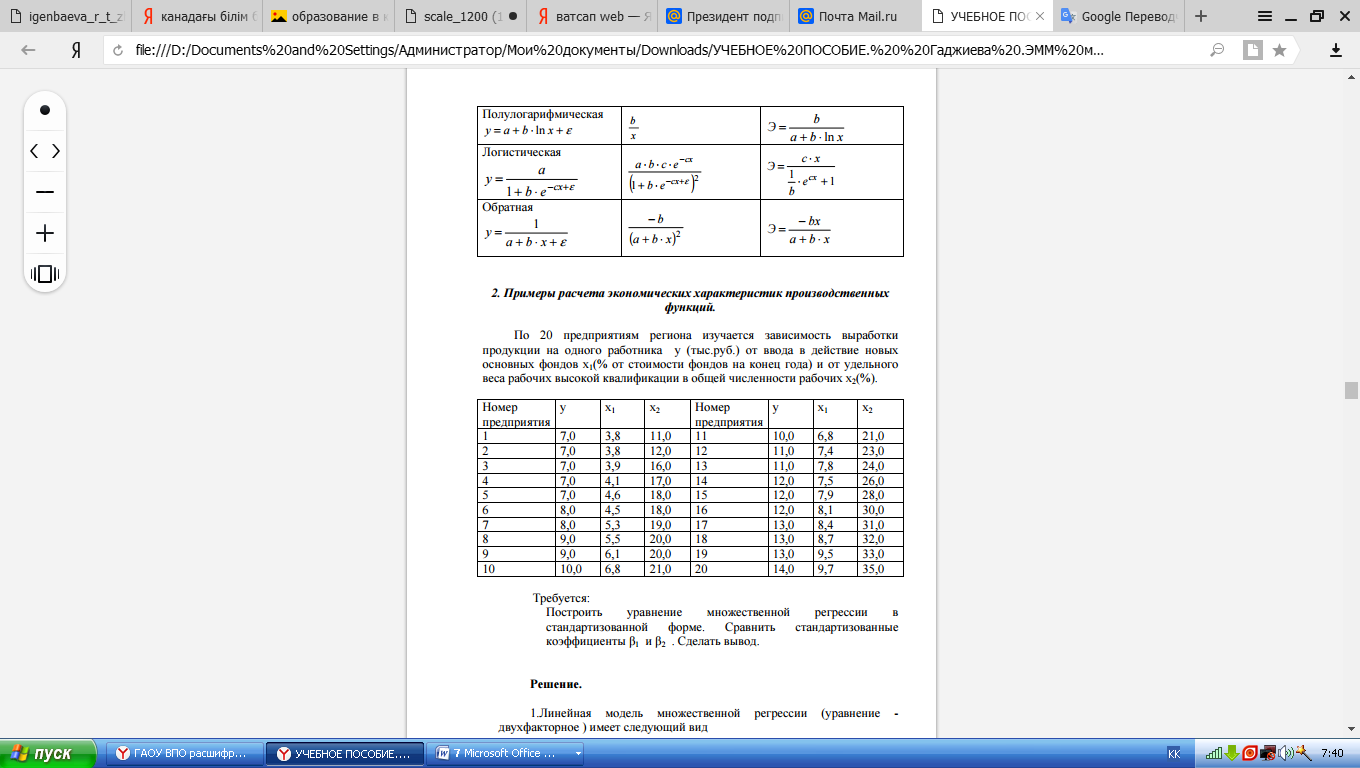 igenbaeva_r_t_z
канадағы білім б
образование в к
scale_1200 (1
ватсап web — Я
Президент подп
Почта Mail.ru
УЧЕБНОЕ ПОС
Google Перевод
file:///D:/Documents%20and%20Settings/Администратор/Мои%20документы/Downloads/УЧЕБНОЕ%20ПОСОБИЕ.%20%20Гаджиева%20.ЭММ%20м...
Полулогарифмическая
y = a + b · ln x + ε
b/x
Э = b/(a + b · ln x)
Логистическая
y = a/(1 + b · e^(−cx+ε))
a · b · c · e^(−cx)/(1 + b · e^(−cx+ε))^2
Э = c · x/((1/b) · e^(cx) + 1)
Обратная
y = 1/(a + b · x + ε)
−b/(a + b · x)^2
Э = −bx/(a + b · x)
2. Примеры расчета экономических характеристик производственных
функций.
По 20 предприятиям региона изучается зависимость выработки
продукции на одного работника у (тыс.руб.) от ввода в действие новых
основных фондов х₁(% от стоимости фондов на конец года) и от удельного
веса рабочих высокой квалификации в общей численности рабочих х₂(%).
Номер предприятия у х₁ х₂ Номер предприятия у х₁ х₂
1 7,0 3,8 11,0 11 10,0 6,8 21,0
2 7,0 3,8 12,0 12 11,0 7,4 23,0
3 7,0 3,9 16,0 13 11,0 7,8 24,0
4 7,0 4,1 17,0 14 12,0 7,5 26,0
5 7,0 4,6 18,0 15 12,0 7,9 28,0
6 8,0 4,5 18,0 16 12,0 8,1 30,0
7 8,0 5,3 19,0 17 13,0 8,4 31,0
8 9,0 5,5 20,0 18 13,0 8,7 32,0
9 9,0 6,1 20,0 19 13,0 9,5 33,0
10 10,0 6,8 21,0 20 14,0 9,7 35,0
Требуется:
Построить уравнение множественной регрессии в
стандартизованной форме. Сравнить стандартизованные
коэффициенты β₁ и β₂ . Сделать вывод.
Решение.
1.Линейная модель множественной регрессии (уравнение -
двухфакторное ) имеет следующий вид
пуск
ГАОУ ВПО расшифр...
УЧЕБНОЕ ПОСОБИЕ....
7 Microsoft Office ...
KK
7:40